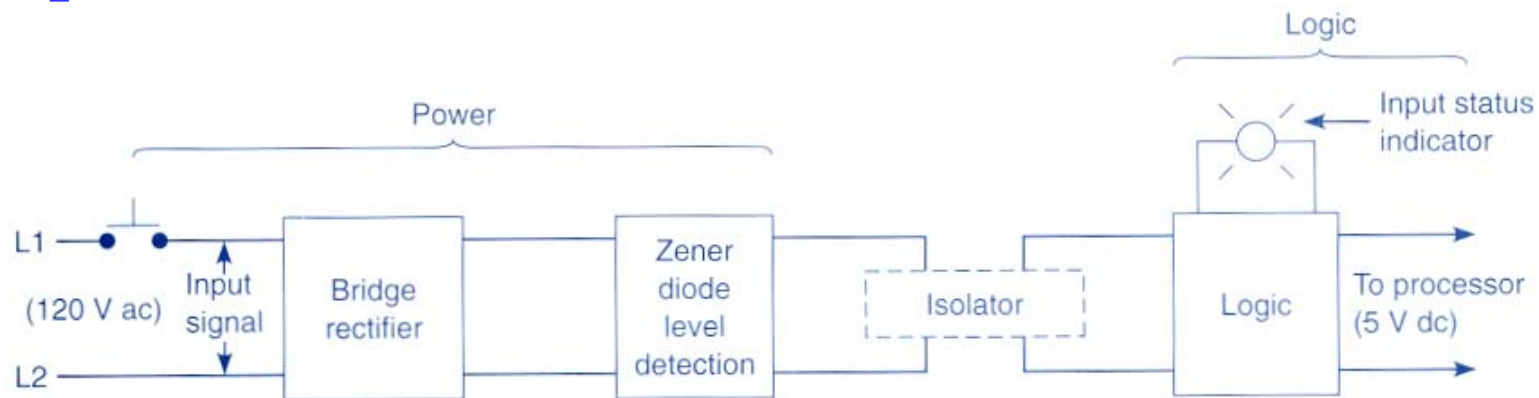 Logic
Input status
indicator
Power
L1
(120 V ac)
L2
Input
signal
Bridge
rectifier
Zener
diode
level
detection
Isolator
Logic
To processor
(5 V dc)